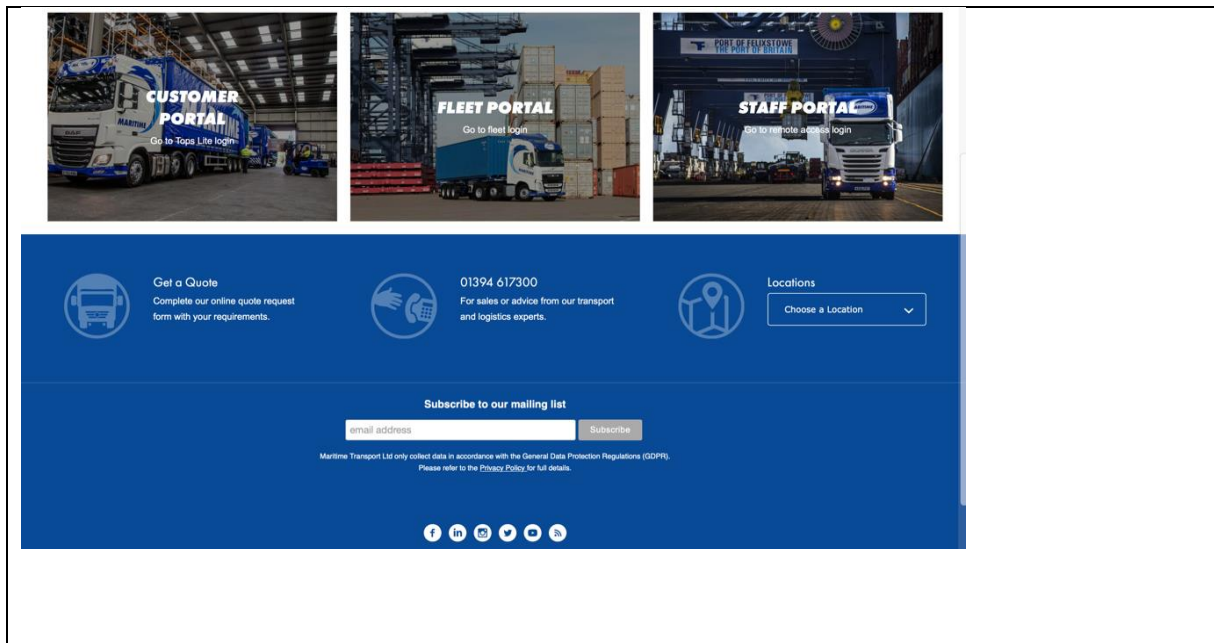 CUSTOMER
PORTAL
Go to Tops Lite login
MARITIME
FLEET PORTAL
Go to fleet login
PORT OF FELIXSTOWE
THE PORT OF BRITAIN
STAFF PORTAL
Go to remote access login
Get a Quote
Complete our online quote request
form with your requirements.
01394 617300
For sales or advice from our transport
and logistics experts.
Locations
Choose a Location
Subscribe to our mailing list
email address
Subscribe
Maritime Transport Ltd only collect data in accordance with the General Data Protection Regulations (GDPR).
Please refer to the Privacy Policy for full details.